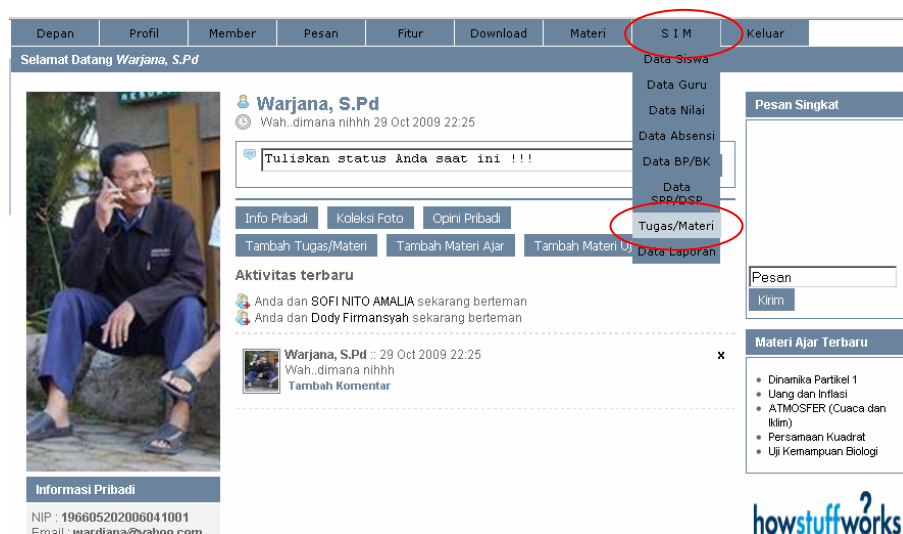 Depan Profil Member Pesan Fitur Download Materi S I M Keluar
Selamat Datang Warjana, S.Pd
Data Siswa
Data Guru
Data Nilai
Data Absensi
Data BP/BK
Data
SPP/DSP
Tugas/Materi
Data Laporan
Warjana, S.Pd
Wah..dimana nihhh 29 Oct 2009 22:25
Tuliskan status Anda saat ini !!!
Info Pribadi Koleksi Foto Opini Pribadi
Tambah Tugas/Materi Tambah Materi Ajar Tambah Materi Uj
Aktivitas terbaru
Anda dan SOFI NITO AMALIA sekarang berteman
Anda dan Dody Firmansyah sekarang berteman
Warjana, S.Pd :: 29 Oct 2009 22:25 x
Wah..dimana nihhh
Tambah Komentar
Informasi Pribadi
NIP : 196605202006041001
Email : wardjana@yahoo.com
Pesan Singkat
Pesan
Kirim
Materi Ajar Terbaru
Dinamika Partikel 1
Uang dan Inflasi
ATMOSFER (Cuaca dan
Iklim)
Persamaan Kuadrat
Uji Kemampuan Biologi
howstuffworks